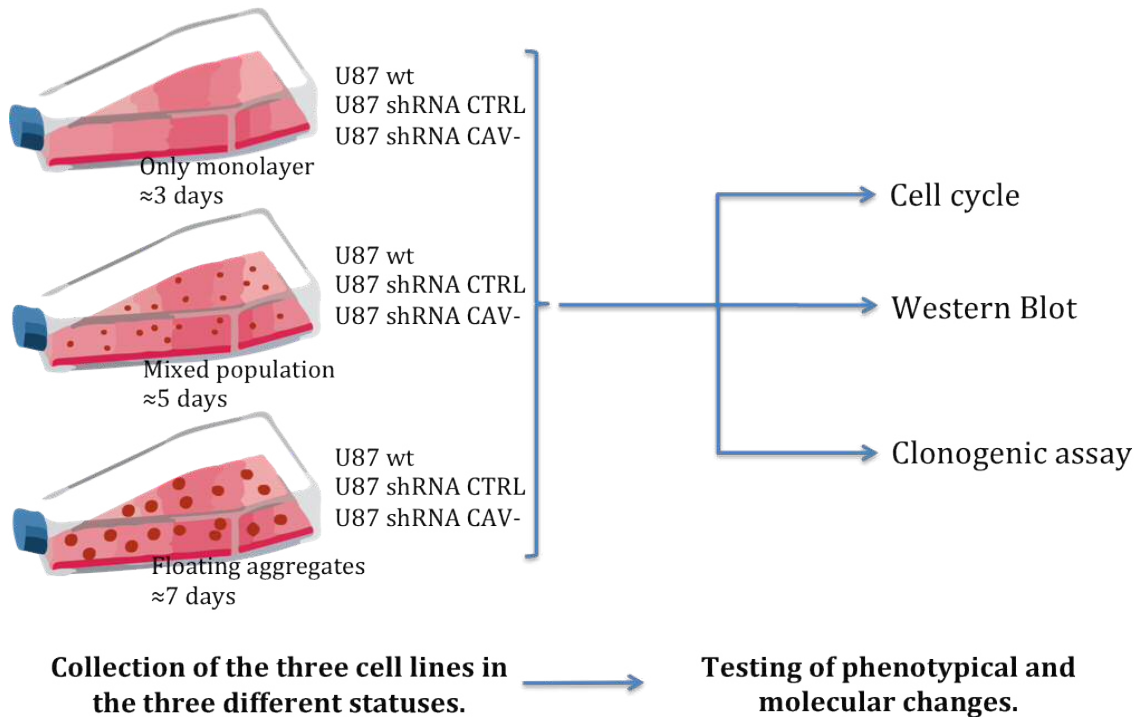 U87 wt
U87 shRNA CTRL
U87 shRNA CAV-
Only monolayer
≈3 days
U87 wt
U87 shRNA CTRL
U87 shRNA CAV-
Mixed population
≈5 days
U87 wt
U87 shRNA CTRL
U87 shRNA CAV-
Floating aggregates
≈7 days
Cell cycle
Western Blot
Clonogenic assay
Collection of the three cell lines in
the three different statuses.
Testing of phenotypical and
molecular changes.